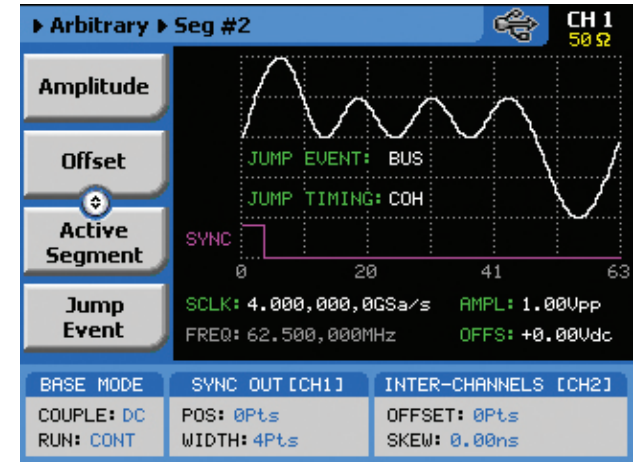 ▶ Arbitrary ▶ Seg #2
CH 1
50 Ω
Amplitude
Offset
Active
Segment
Jump
Event
JUMP EVENT: BUS
JUMP TIMING: COH
SYNC
0 20 41 63
SCLK: 4.000,000,0GSa/s AMPL: 1.00Vpp
FREQ: 62.500,000MHz OFFS: +0.00Vdc
BASE MODE
COUPLE: DC
RUN: CONT
SYNC OUT [CH1]
POS: 0Pts
WIDTH: 4Pts
INTER-CHANNELS [CH2]
OFFSET: 0Pts
SKEW: 0.00ns